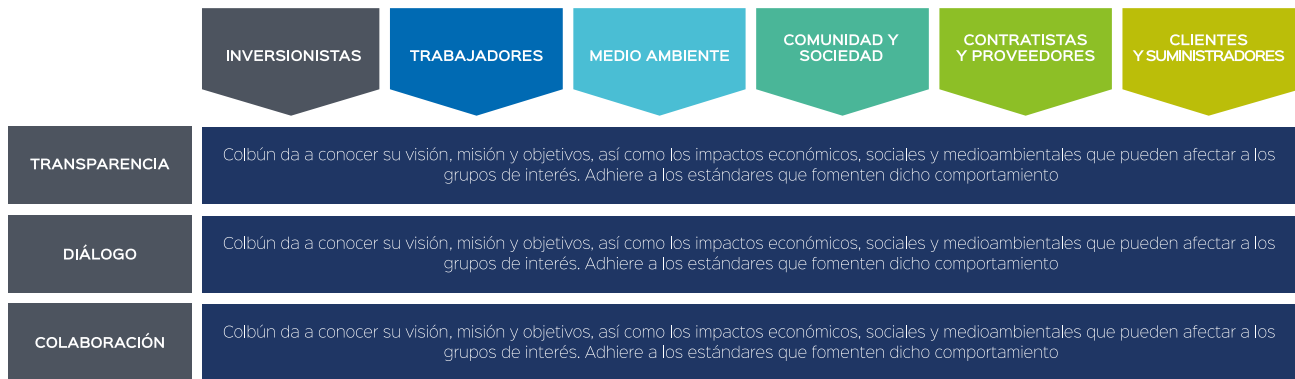 INVERSIONISTAS
TRABAJADORES
MEDIO AMBIENTE
COMUNIDAD Y
SOCIEDAD
CONTRATISTAS
Y PROVEEDORES
CLIENTES
Y SUMINISTRADORES
TRANSPARENCIA
Colbún da a conocer su visión, misión y objetivos, así como los impactos económicos, sociales y medioambientales que pueden afectar a los
grupos de interés. Adhiere a los estándares que fomenten dicho comportamiento
DIÁLOGO
Colbún da a conocer su visión, misión y objetivos, así como los impactos económicos, sociales y medioambientales que pueden afectar a los
grupos de interés. Adhiere a los estándares que fomenten dicho comportamiento
COLABORACIÓN
Colbún da a conocer su visión, misión y objetivos, así como los impactos económicos, sociales y medioambientales que pueden afectar a los
grupos de interés. Adhiere a los estándares que fomenten dicho comportamiento